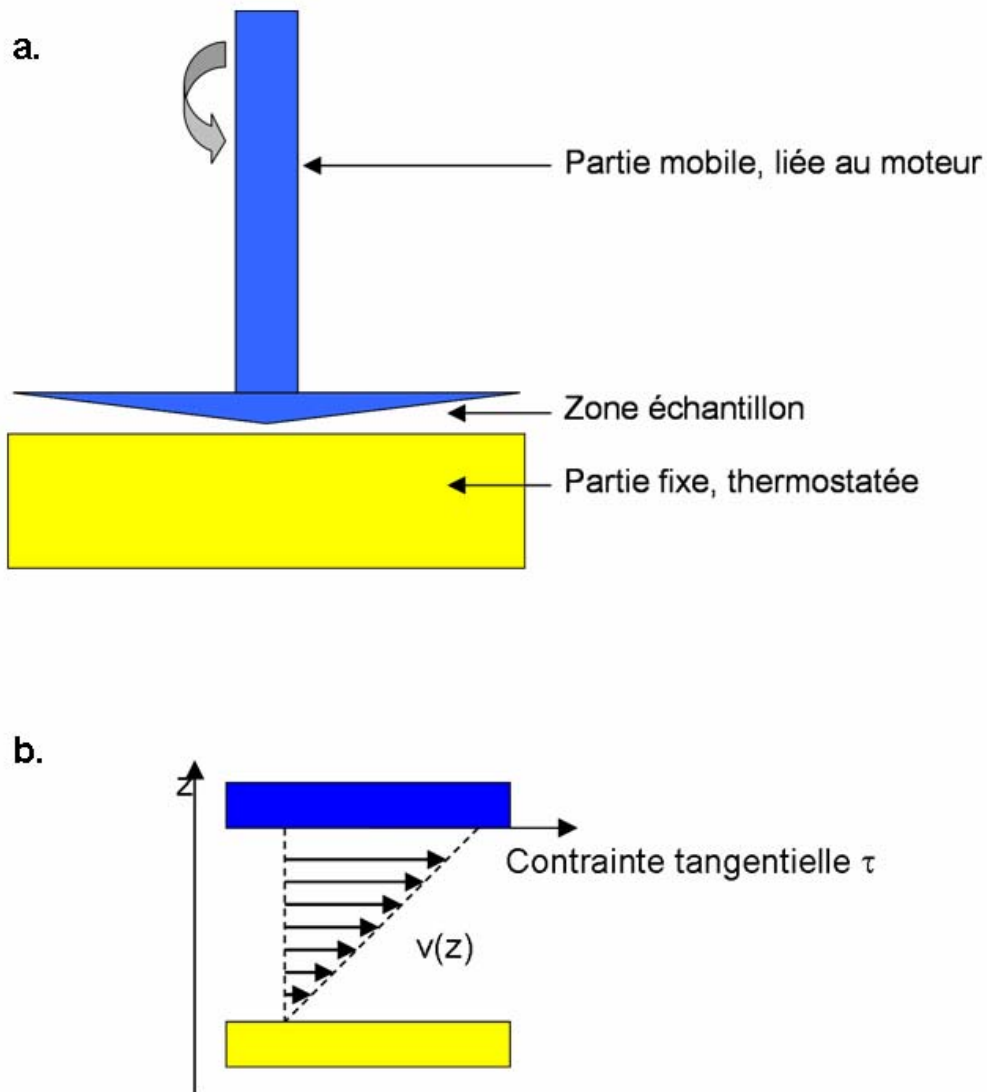 a.
Partie mobile, liée au moteur
Zone échantillon
Partie fixe, thermostatée
b.
z
Contrainte tangentielle τ
v(z)